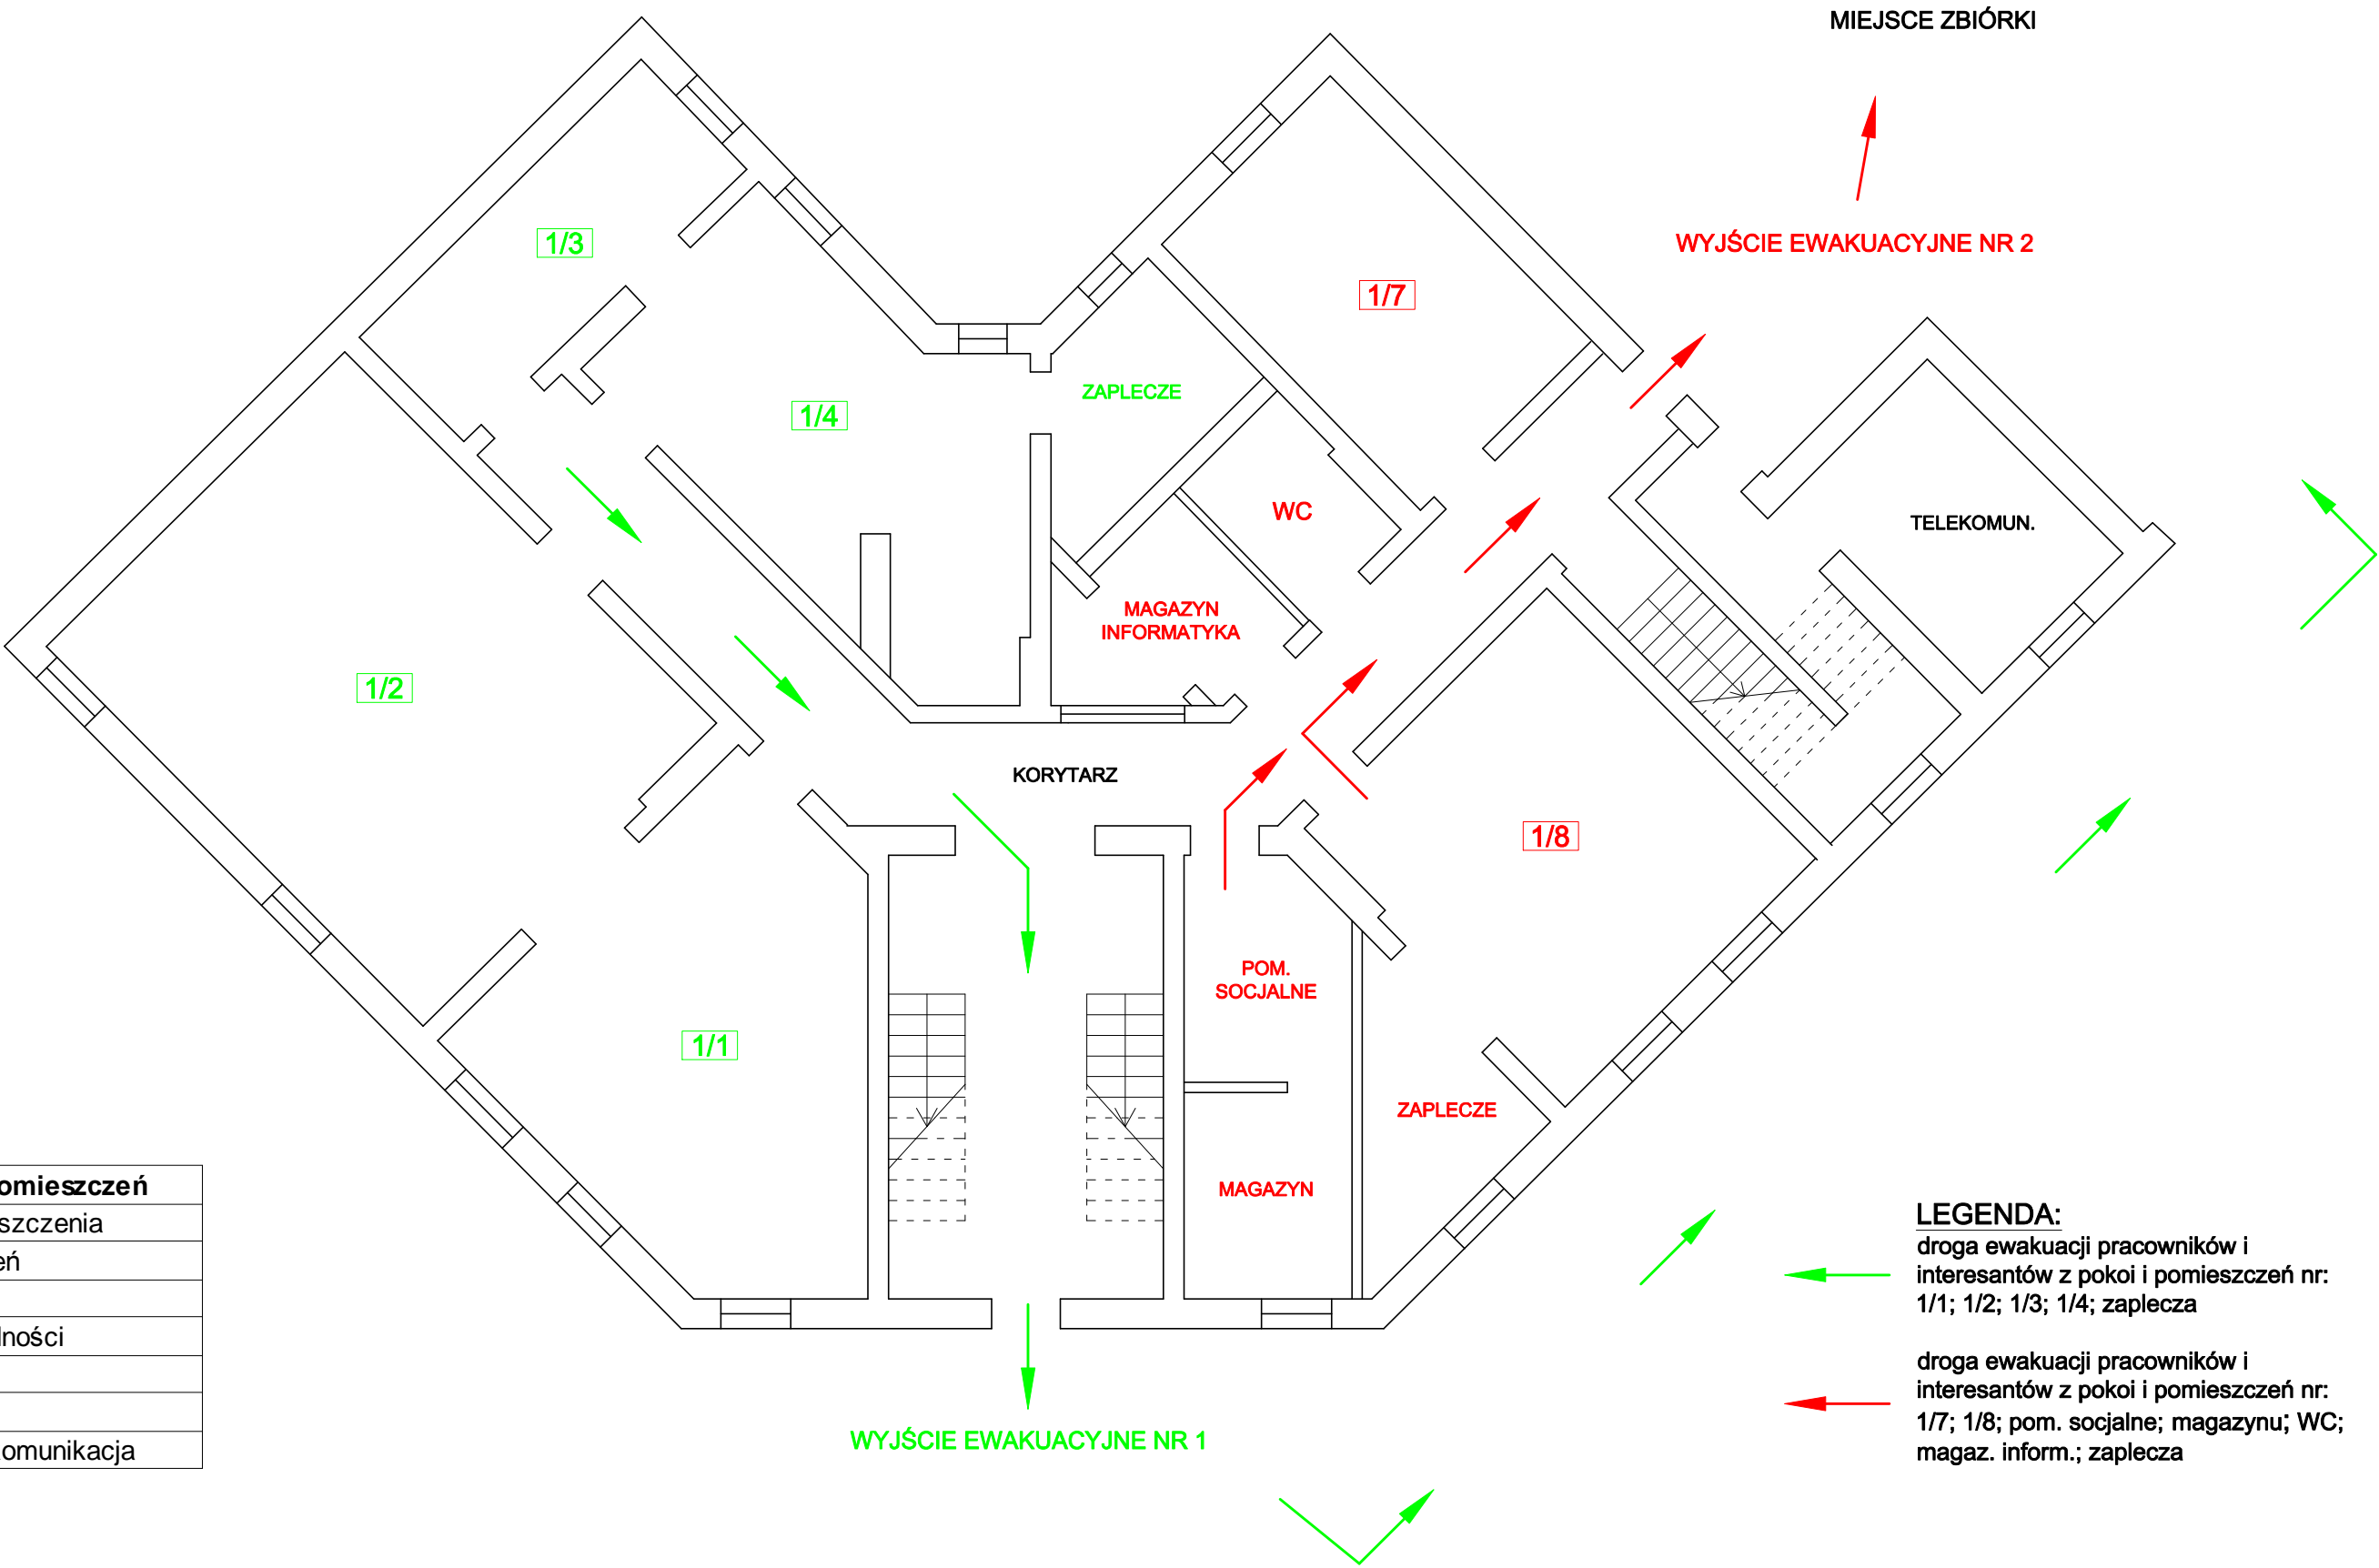 MIEJSCE ZBIÓRKI
WYJŚCIE EWAKUACYJNE NR 2
1/3
1/7
ZAPLECZE
1/4
WC
TELEKOMUN.
MAGAZYN
INFORMATYKA
1/2
KORYTARZ
1/8
POM.
SOCJALNE
1/1
ZAPLECZE
MAGAZYN
omieszczeń
szczenia
eń
lności
omunikacja
WYJŚCIE EWAKUACYJNE NR 1
LEGENDA:
droga ewakuacji pracowników i
interesantów z pokoi i pomieszczeń nr:
1/1; 1/2; 1/3; 1/4; zaplecza
droga ewakuacji pracowników i
interesantów z pokoi i pomieszczeń nr:
1/7; 1/8; pom. socjalne; magazynu; WC;
magaz. inform.; zaplecza